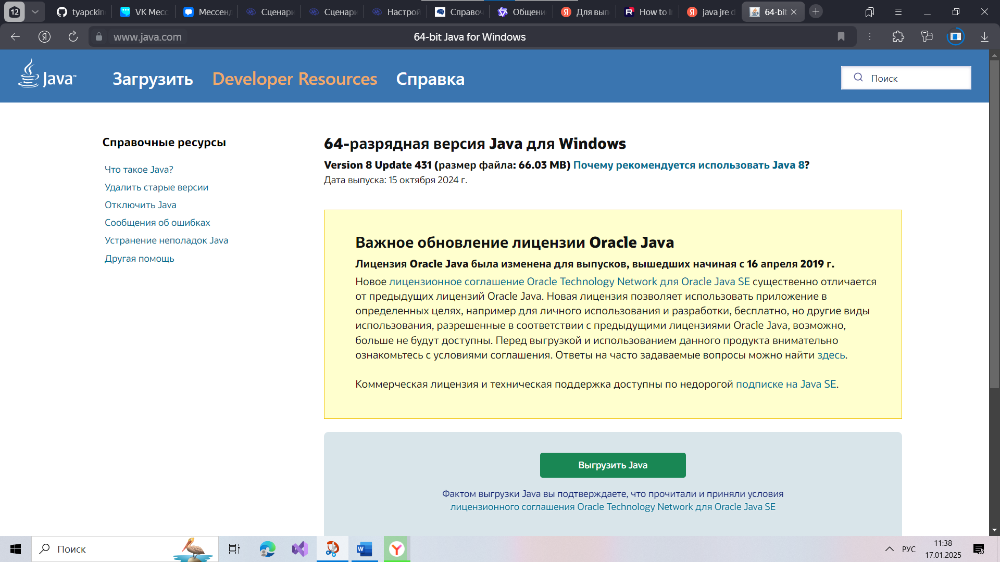 12
tyapckin
VK Месс
Мессенд
Сценари
Сценари
Настрой
Справоч
Общени
Для вып
How to I
java jre d
64-bit
www.java.com
64-bit Java for Windows
Java™
Загрузить
Developer Resources
Справка
Поиск
Справочные ресурсы
Что такое Java?
Удалить старые версии
Отключить Java
Сообщения об ошибках
Устранение неполадок Java
Другая помощь
64-разрядная версия Java для Windows
Version 8 Update 431 (размер файла: 66.03 MB) Почему рекомендуется использовать Java 8?
Дата выпуска: 15 октября 2024 г.
Важное обновление лицензии Oracle Java
Лицензия Oracle Java была изменена для выпусков, вышедших начиная с 16 апреля 2019 г.
Новое лицензионное соглашение Oracle Technology Network для Oracle Java SE существенно отличается
от предыдущих лицензий Oracle Java. Новая лицензия позволяет использовать приложение в
определенных целях, например для личного использования и разработки, бесплатно, но другие виды
использования, разрешенные в соответствии с предыдущими лицензиями Oracle Java, возможно,
больше не будут доступны. Перед выгрузкой и использованием данного продукта внимательно
ознакомьтесь с условиями соглашения. Ответы на часто задаваемые вопросы можно найти здесь.
Коммерческая лицензия и техническая поддержка доступны по недорогой подписке на Java SE.
Выгрузить Java
Фактом выгрузки Java вы подтверждаете, что прочитали и приняли условия
лицензионного соглашения Oracle Technology Network для Oracle Java SE
Поиск
РУС
11:38
17.01.2025